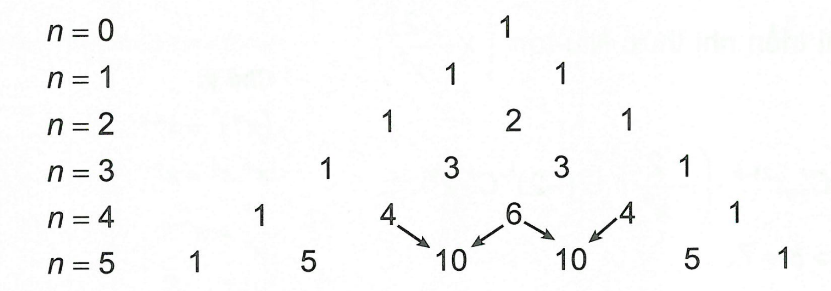 n = 0 1
n = 1 1 1
n = 2 1 2 1
n = 3 1 3 3 1
n = 4 1 4 6 4 1
n = 5 1 5 10 10 5 1